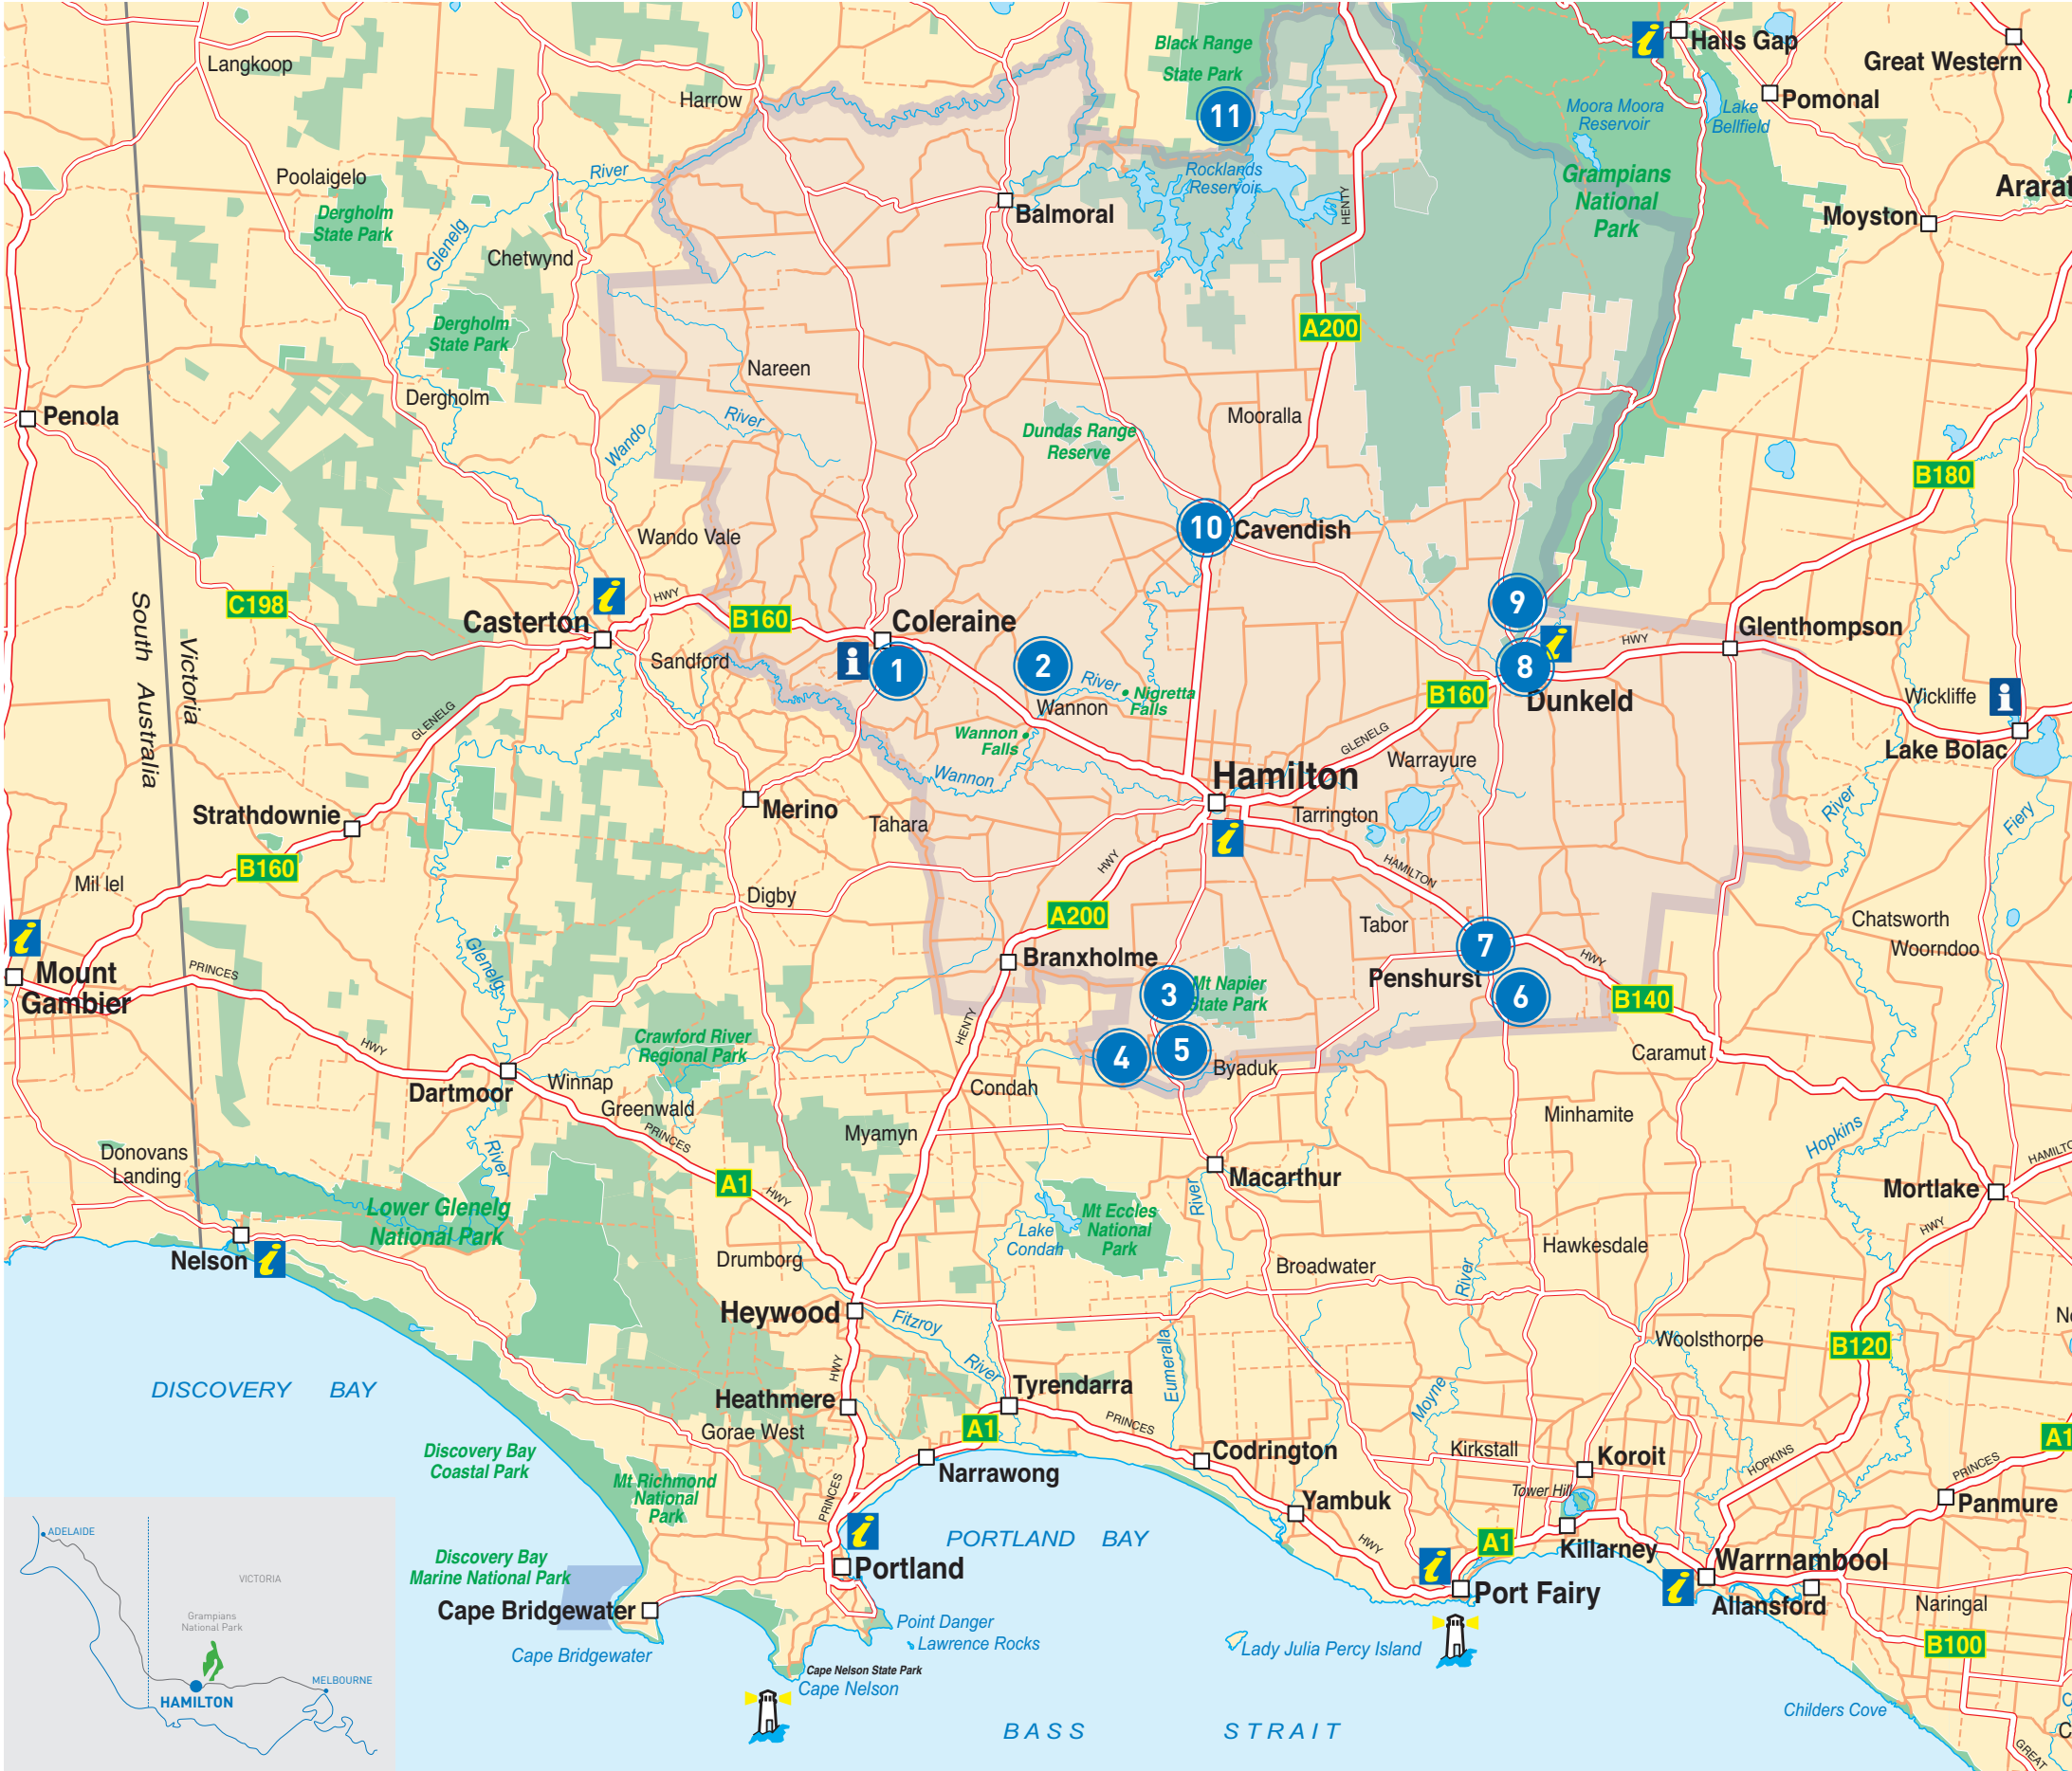 Langkoop
Harrow
Black Range
State Park
11
Halls Gap
Great Western
Pomonal
Moora Moora
Reservoir
Lake
Bellfield
Poolaigelo
Dergholm
State Park
River
Glenelg
Chetwynd
Balmoral
Rocklands
Reservoir
HENTY
Grampians
National
Park
Ararat
Moyston
Dergholm
State Park
Dergholm
Nareen
River
Wando
A200
Mooralla
Dundas Range
Reserve
Penola
B180
Wando Vale
10
Cavendish
South Australia
Victoria
C198
Casterton
HWY
B160
Coleraine
1
2
Sandford
River
Nigretta
Falls
Wannon
Wannon
Falls
Wannon
9
8
HWY
Glenthompson
B160
Dunkeld
Wickliffe
Lake Bolac
GLENELG
Hamilton
GLENELG
Warrayure
Tarrington
Strathdownie
Merino
Tahara
River
Fiery
B160
Mil lel
HWY
HAMILTON
Digby
A200
Tabor
Chatsworth
Woorndoo
Branxholme
7
Penshurst
HWY
Mount
Gambier
PRINCES
Glenelg
3
Mt Napier
State Park
6
B140
HENTY
Crawford River
Regional Park
HWY
4
5
Byaduk
Caramut
Dartmoor
Winnap
Greenwald
Condah
Minhamite
PRINCES
Myamyn
Hopkins
HAMILTO
Donovans
Landing
River
A1
HWY
Macarthur
Mortlake
Lower Glenelg
National Park
River
Mt Eccles
National
Park
Lake
Condah
HWY
Nelson
Drumborg
Hawkesdale
Broadwater
River
Heywood
Fitzroy
No
Woolsthorpe
B120
HWY
River
Eumeralla
DISCOVERY BAY
Heathmere
Tyrendarra
Moyne
Gorae West
A1
PRINCES
A1
Discovery Bay
Coastal Park
Narrawong
Codrington
Kirkstall
Koroit
HOPKINS
PRINCES
Mt Richmond
National
Park
PRINCES
Yambuk
Tower Hill
Panmure
ADELAIDE
PORTLAND BAY
HWY
A1
Killarney
Discovery Bay
Marine National Park
Portland
Warrnambool
VICTORIA
Port Fairy
Allansford
Naringal
Cape Bridgewater
Grampians
National Park
Point Danger
Lawrence Rocks
Cape Bridgewater
Lady Julia Percy Island
B100
Cape Nelson State Park
Cape Nelson
MELBOURNE
HAMILTON
Childers Cove
BASS STRAIT
GREAT